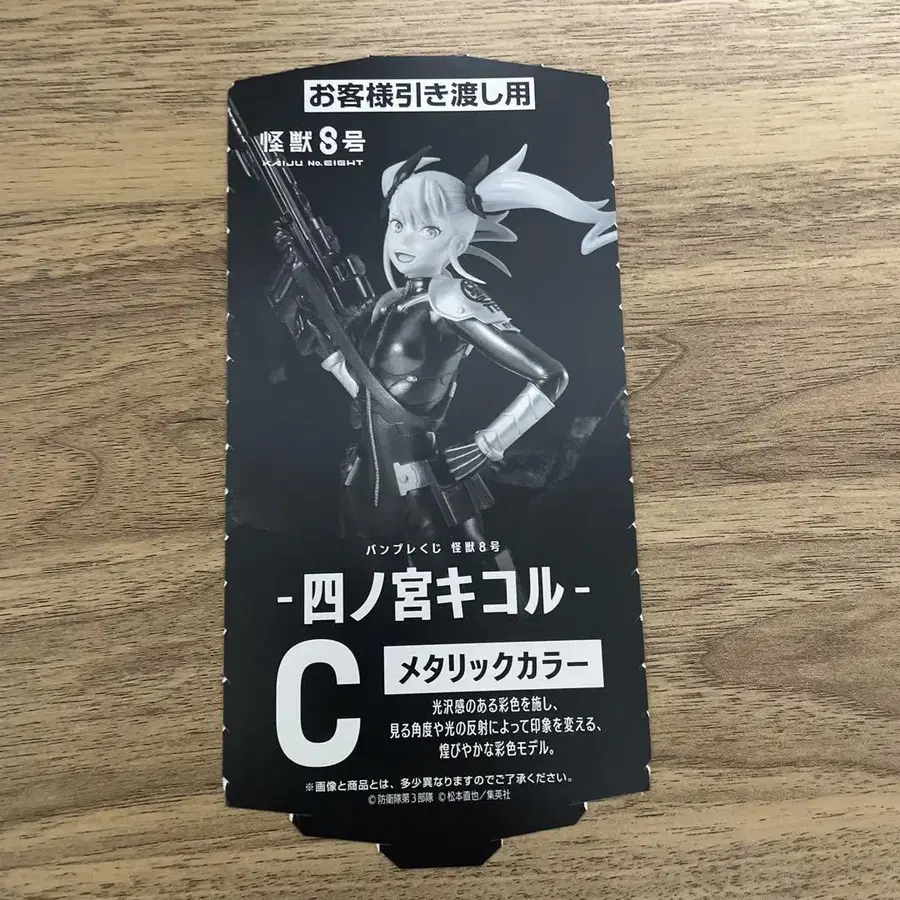 お客様引き渡し用
怪獣8号
KAIJU No.EIGHT
バンプレくじ 怪獣8号
-四ノ宮キコル-
C
メタリックカラー
光沢感のある彩色を施し、
見る角度や光の反射によって印象を変える、
煌びやかな彩色モデル。
※画像と商品とは、多少異なりますのでご了承ください。
©防衛隊第3部隊 ©松本直也/集英社